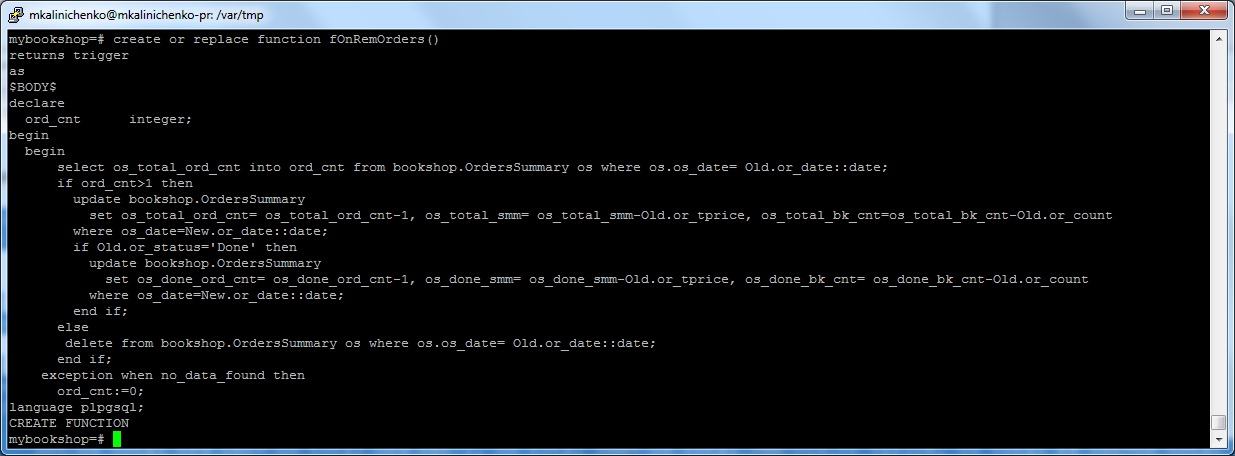 mkalinichenko@mkalinichenko-pr: /var/tmp
mybookshop=# create or replace function fOnRemOrders()
returns trigger
as
$BODY$
declare
  ord_cnt      integer;
begin
  begin
      select os_total_ord_cnt into ord_cnt from bookshop.OrdersSummary os where os.os_date= Old.or_date::date;
      if ord_cnt>1 then
        update bookshop.OrdersSummary
          set os_total_ord_cnt= os_total_ord_cnt-1, os_total_smm= os_total_smm-Old.or_tprice, os_total_bk_cnt=os_total_bk_cnt-Old.or_count
        where os_date=New.or_date::date;
        if Old.or_status='Done' then
          update bookshop.OrdersSummary
            set os_done_ord_cnt= os_done_ord_cnt-1, os_done_smm= os_done_smm-Old.or_tprice, os_done_bk_cnt= os_done_bk_cnt-Old.or_count
          where os_date=New.or_date::date;
        end if;
      else
       delete from bookshop.OrdersSummary os where os.os_date= Old.or_date::date;
      end if;
    exception when no_data_found then
      ord_cnt:=0;
language plpgsql;
CREATE FUNCTION
mybookshop=#